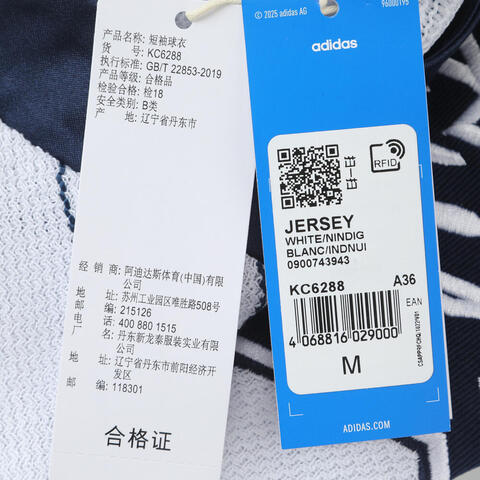 产品名称: 短袖球衣
货 号: KC6288
执行标准: GB/T 22853-2019
产品等级: 合格品
检验合格: 检18
安全类别: B类
产 地: 辽宁省丹东市
经 销 商: 阿迪达斯体育(中国)有限
公司
地 址: 苏州工业园区唯胜路508号
邮 编: 215126
电 话: 400 880 1515
厂 名: 丹东新龙泰服装实业有限
公司
地 址: 辽宁省丹东市前阳经济开
发区
邮 编: 118301
合格证
© 2025 adidas AG
96000195
adidas
RFID
JERSEY
WHITE/NINDIG
BLANC/INDNUI
0900743943
KC6288
A36
EAN
4 068816 029000
M
ADIDAS.COM